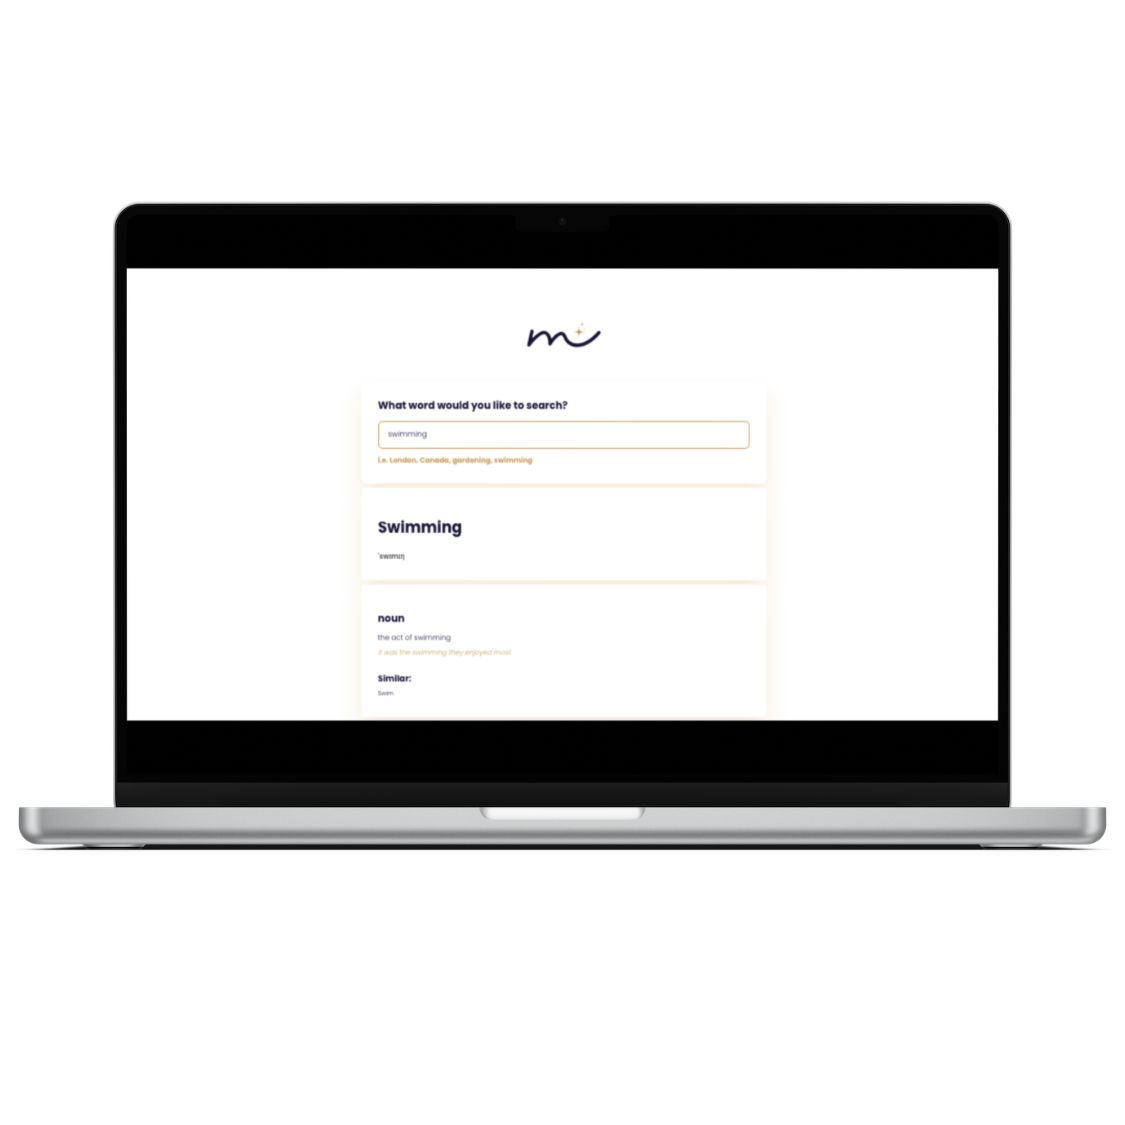 m
What word would you like to search?
swimming
i.e. London, Canada, gardening, swimming
Swimming
ˈswɪmɪŋ
noun
the act of swimming
it was the swimming they enjoyed most
Similar:
Swim